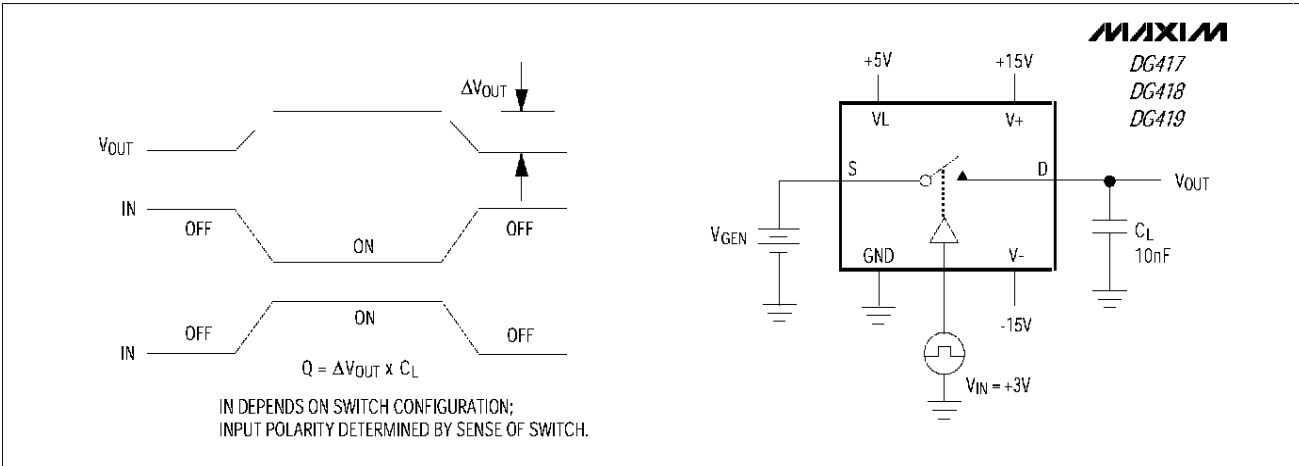 ΔVOUT
VOUT
IN
OFF
ON
OFF
IN
OFF
ON
OFF
Q = ΔVOUT x CL
IN DEPENDS ON SWITCH CONFIGURATION;
INPUT POLARITY DETERMINED BY SENSE OF SWITCH.
MAXIM
DG417
DG418
DG419
+5V
+15V
VL
V+
S
D
VOUT
VGEN
CL
10nF
GND
V-
-15V
VIN = +3V